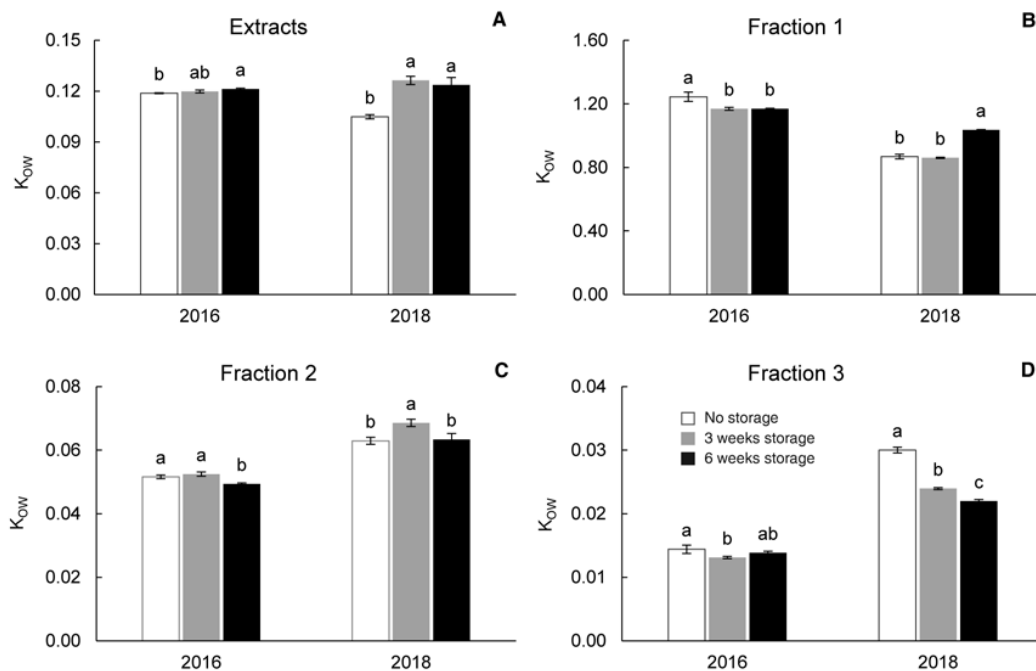 Extracts
A
0.15
0.12
0.09
0.06
0.03
0.00
K_OW
b ab a
b a a
2016 2018
Fraction 1
B
1.60
1.20
0.80
0.40
0.00
K_OW
a b b
b b a
2016 2018
Fraction 2
C
0.08
0.06
0.04
0.02
0.00
K_OW
a a b
b a b
2016 2018
Fraction 3
D
0.04
0.03
0.02
0.01
0.00
K_OW
No storage
3 weeks storage
6 weeks storage
a b ab
a b c
2016 2018